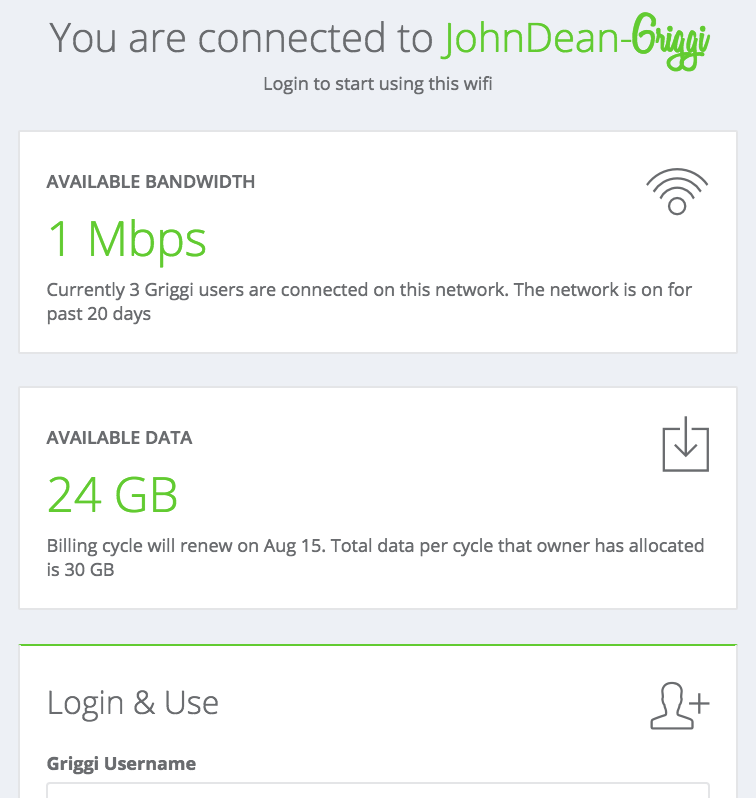 You are connected to JohnDean-Griggi
Login to start using this wifi
AVAILABLE BANDWIDTH
1 Mbps
Currently 3 Griggi users are connected on this network. The network is on for
past 20 days
AVAILABLE DATA
24 GB
Billing cycle will renew on Aug 15. Total data per cycle that owner has allocated
is 30 GB
Login & Use
Griggi Username